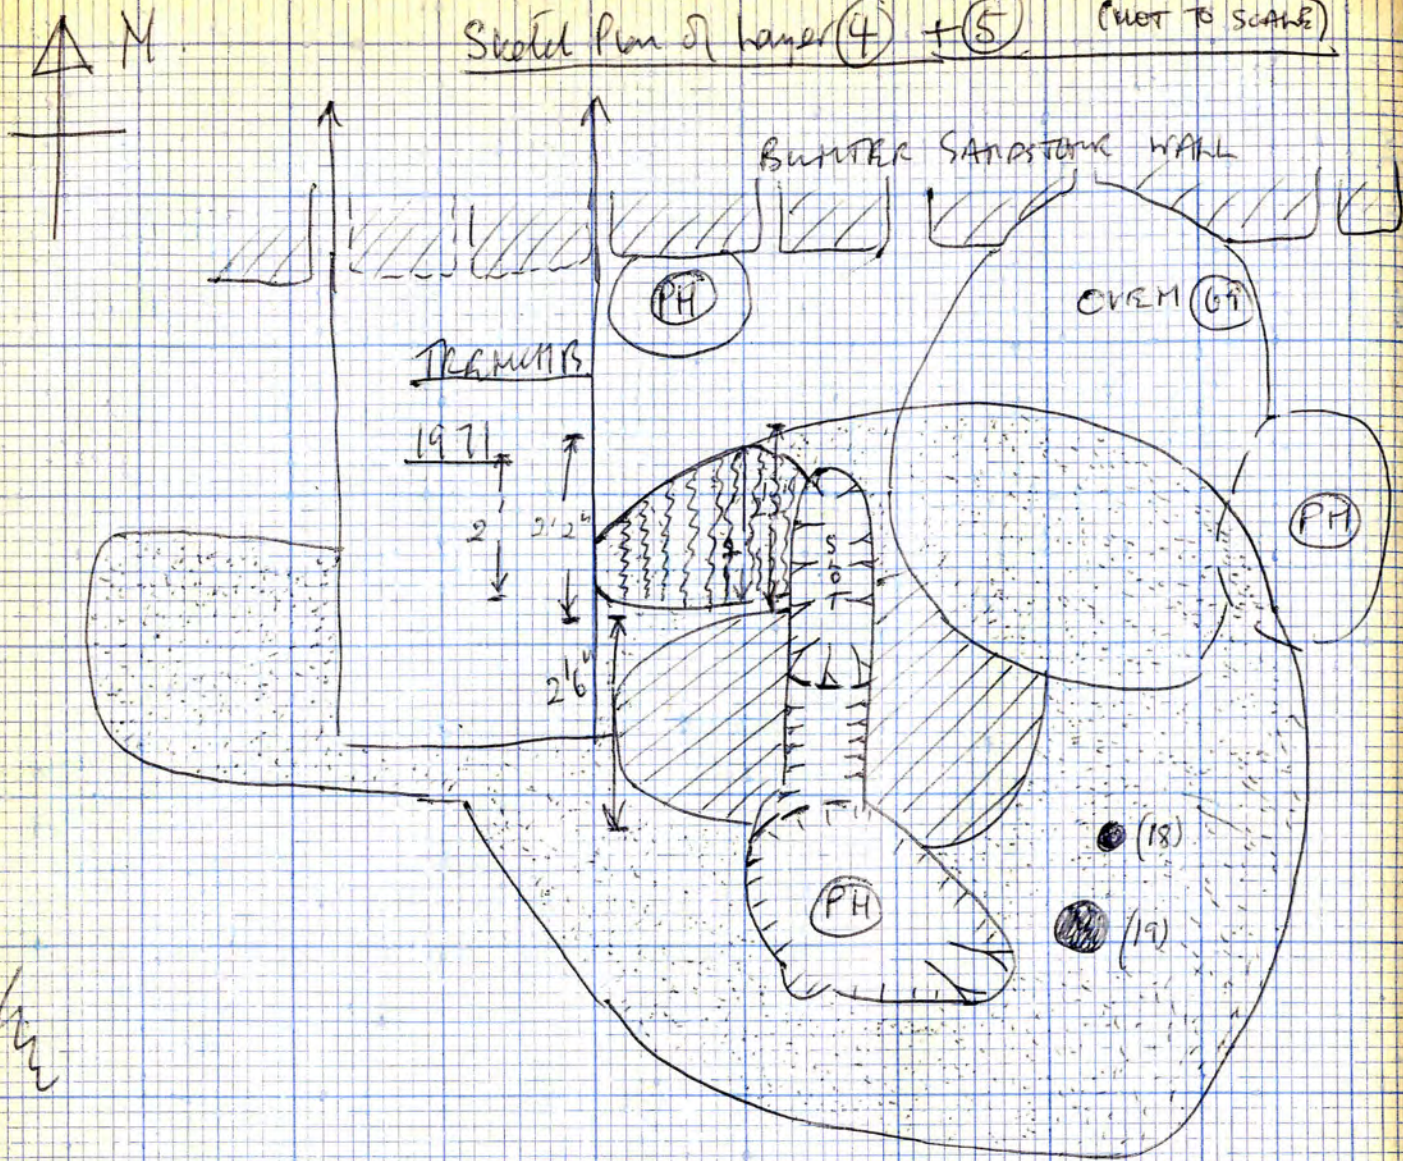 N
Sketch Plan of Layer 4 + 5 (NOT TO SCALE)
BUNTER SANDSTONE WALL
PH
OVEN
TRENCH B
1971
2'
2'2"
SLOT
PH
2'6"
(18)
PH
(19)